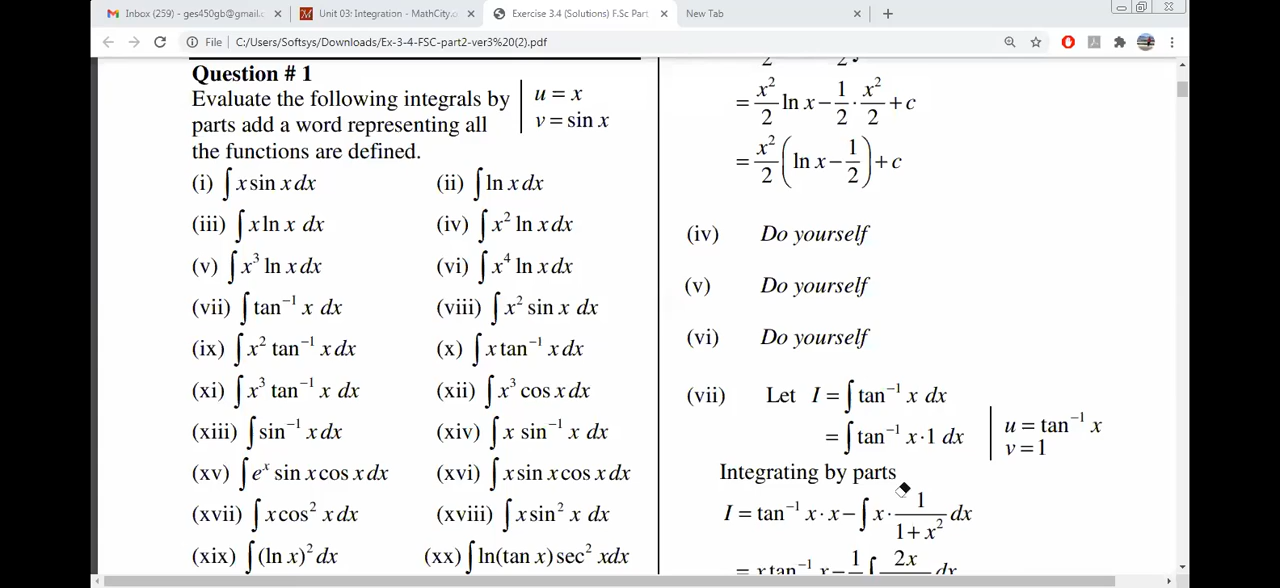 Inbox (259) - ges450gb@gmail.c
Unit 03: Integration - MathCity.o
Exercise 3.4 (Solutions) F.Sc Part
New Tab
File | C:/Users/Softsys/Downloads/Ex-3-4-FSC-part2-ver3%20(2).pdf
Question # 1
Evaluate the following integrals by
parts add a word representing all
the functions are defined.
u = x
v = sin x
(i) ∫ x sin x dx (ii) ∫ ln x dx
(iii) ∫ x ln x dx (iv) ∫ x² ln x dx
(v) ∫ x³ ln x dx (vi) ∫ x⁴ ln x dx
(vii) ∫ tan⁻¹ x dx (viii) ∫ x² sin x dx
(ix) ∫ x² tan⁻¹ x dx (x) ∫ x tan⁻¹ x dx
(xi) ∫ x³ tan⁻¹ x dx (xii) ∫ x³ cos x dx
(xiii) ∫ sin⁻¹ x dx (xiv) ∫ x sin⁻¹ x dx
(xv) ∫ eˣ sin x cos x dx (xvi) ∫ x sin x cos x dx
(xvii) ∫ x cos² x dx (xviii) ∫ x sin² x dx
(xix) ∫ (ln x)² dx (xx) ∫ ln(tan x) sec² xdx
= x²/2 ln x − 1/2 · x²/2 + c
= x²/2 (ln x − 1/2) + c
(iv) Do yourself
(v) Do yourself
(vi) Do yourself
(vii) Let I = ∫ tan⁻¹ x dx
= ∫ tan⁻¹ x · 1 dx
u = tan⁻¹ x
v = 1
Integrating by parts
I = tan⁻¹ x · x − ∫ x · 1/(1 + x²) dx
= x tan⁻¹ x − 1/2 ∫ 2x dx